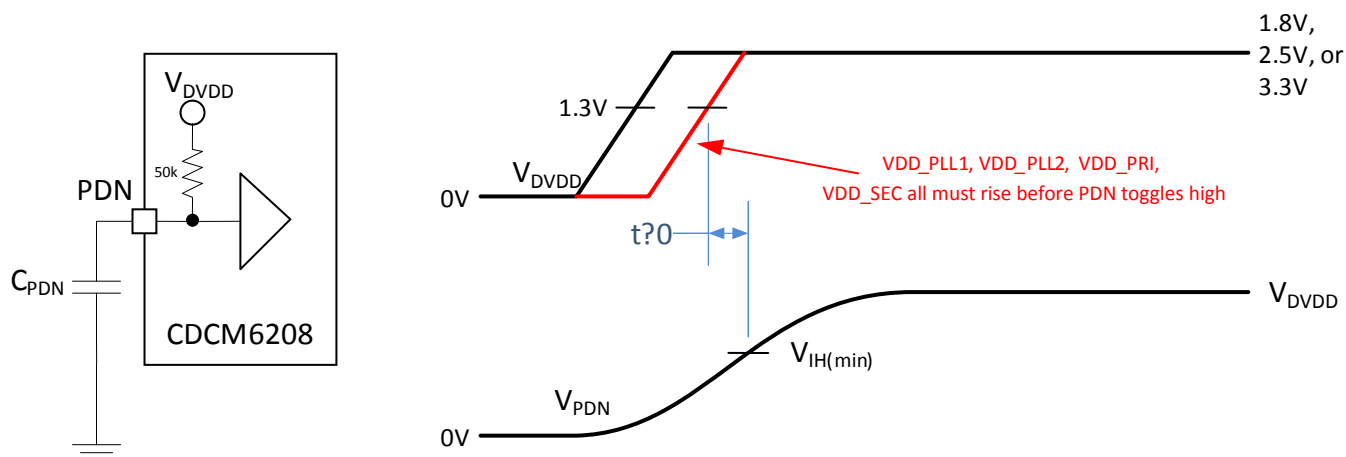 V_DVDD
50k
PDN
C_PDN
CDCM6208
1.8V,
2.5V, or
3.3V
1.3V
V_DVDD
0V
VDD_PLL1, VDD_PLL2, VDD_PRI,
VDD_SEC all must rise before PDN toggles high
t?0
V_DVDD
V_IH(min)
V_PDN
0V